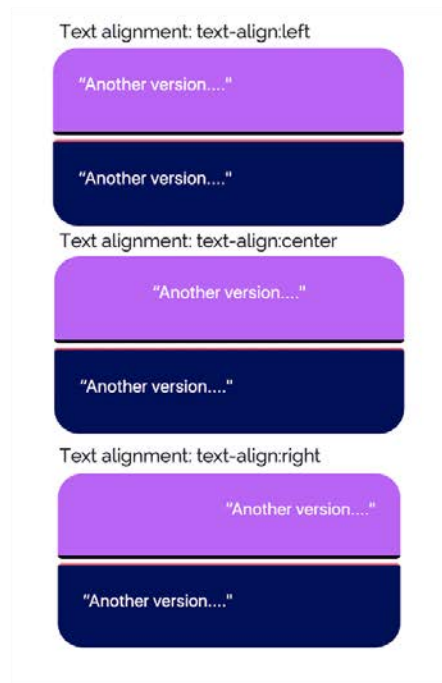 Text alignment: text-align:left
"Another version...."
"Another version...."
Text alignment: text-align:center
"Another version...."
"Another version...."
Text alignment: text-align:right
"Another version...."
"Another version...."